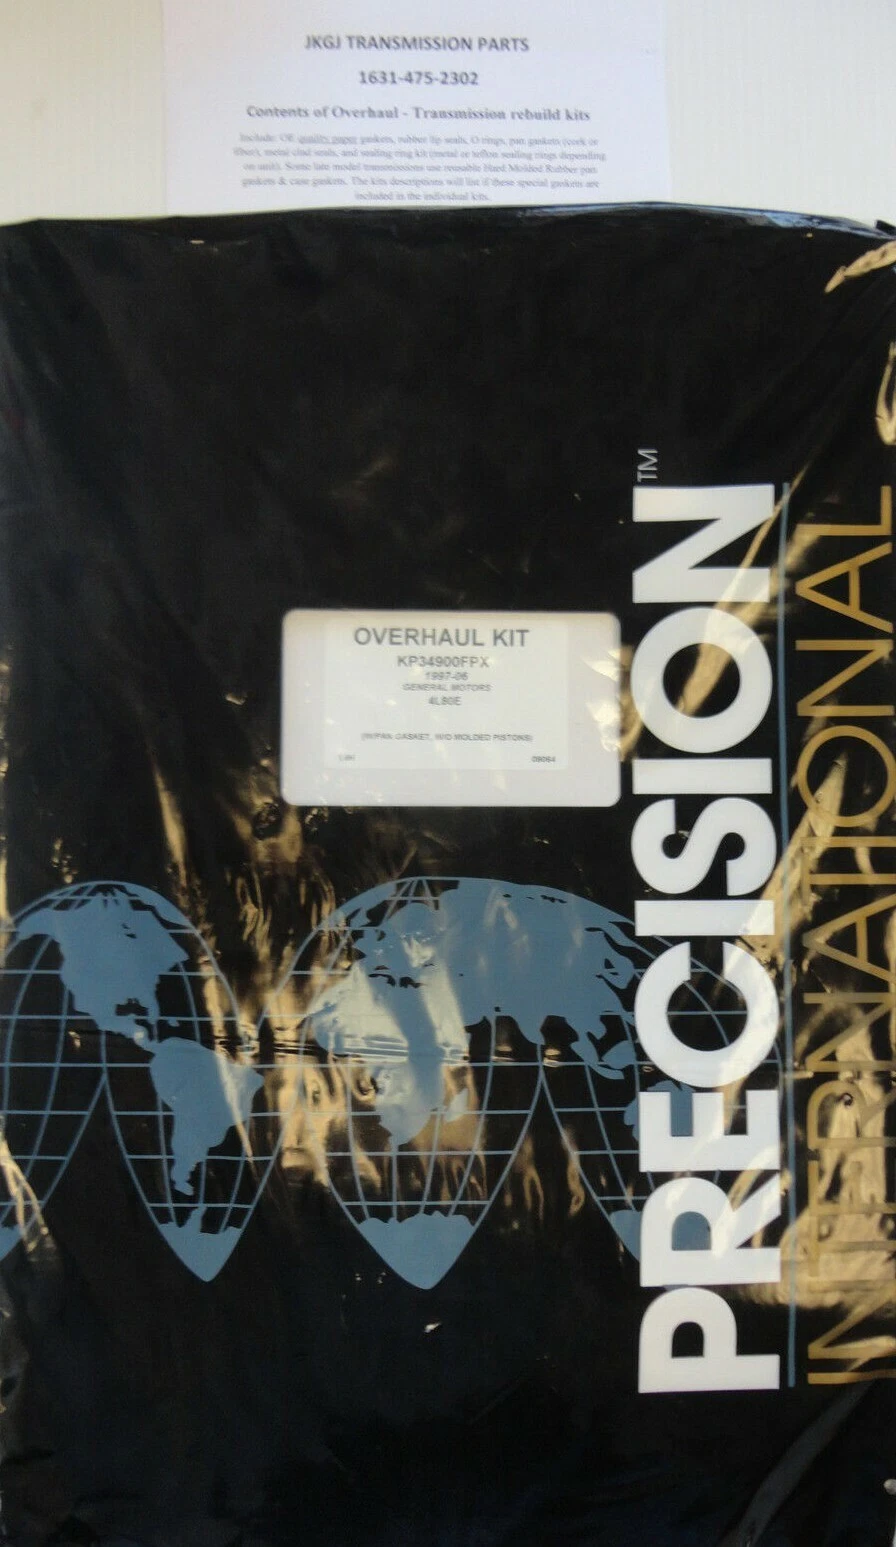 JKGJ TRANSMISSION PARTS
1631-475-2302
Contents of Overhaul - Transmission rebuild kits
Include: OE quality paper gaskets, rubber lip seals, O rings, pan gaskets (cork or
fiber), metal clad seals, and sealing ring kit (metal or teflon sealing rings depending
on unit). Some late model transmissions use reusable Hard Molded Rubber pan
gaskets & case gaskets. The kits descriptions will list if these special gaskets are
included in the individual kits.
OVERHAUL KIT
KP34900FPX
1997-06
GENERAL MOTORS
4L80E
(W/PAN GASKET, W/O MOLDED PISTONS)
08064
PRECISION™
INTERNATIONAL